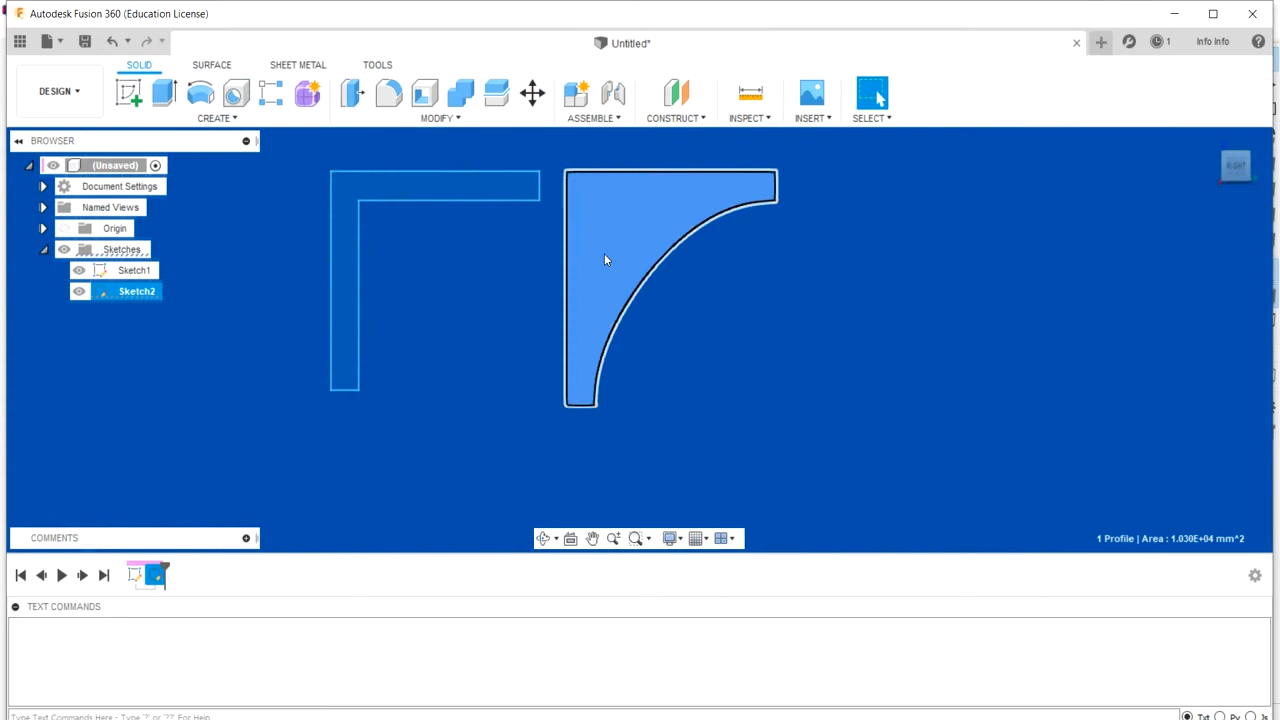 Autodesk Fusion 360 (Education License)
Untitled*
1
Info Info
DESIGN
SOLID
SURFACE
SHEET METAL
TOOLS
CREATE
MODIFY
ASSEMBLE
CONSTRUCT
INSPECT
INSERT
SELECT
BROWSER
(Unsaved)
Document Settings
Named Views
Origin
Sketches
Sketch1
Sketch2
RIGHT
COMMENTS
1 Profile | Area : 1.030E+04 mm^2
TEXT COMMANDS
Type Text Commands Here - Type '?' or '??' For Help
Txt
Py
Js